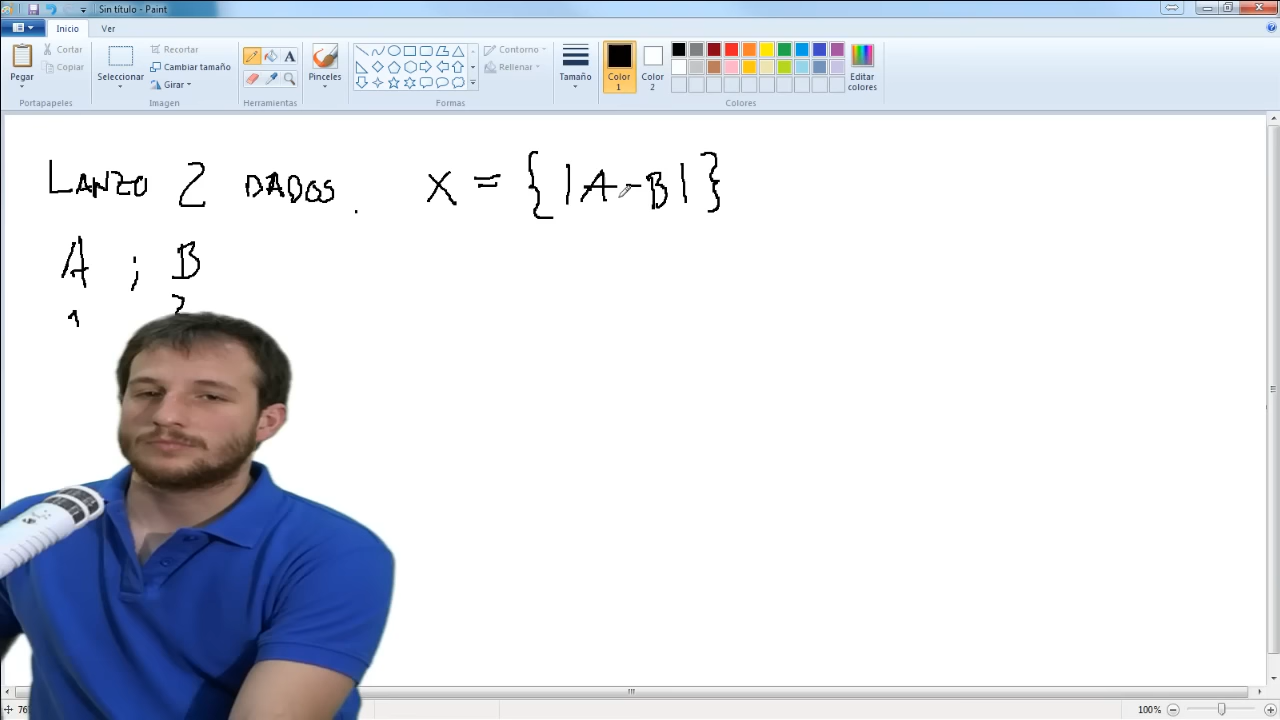 Sin título - Paint
Inicio Ver
Pegar
Cortar
Copiar
Portapapeles
Seleccionar
Recortar
Cambiar tamaño
Girar
Imagen
A
Herramientas
Pinceles
Contorno
Rellenar
Formas
Tamaño
Color 1
Color 2
Editar colores
Colores
LANZO 2 DADOS. X = {|A-B|}
A ; B
1 2
100%